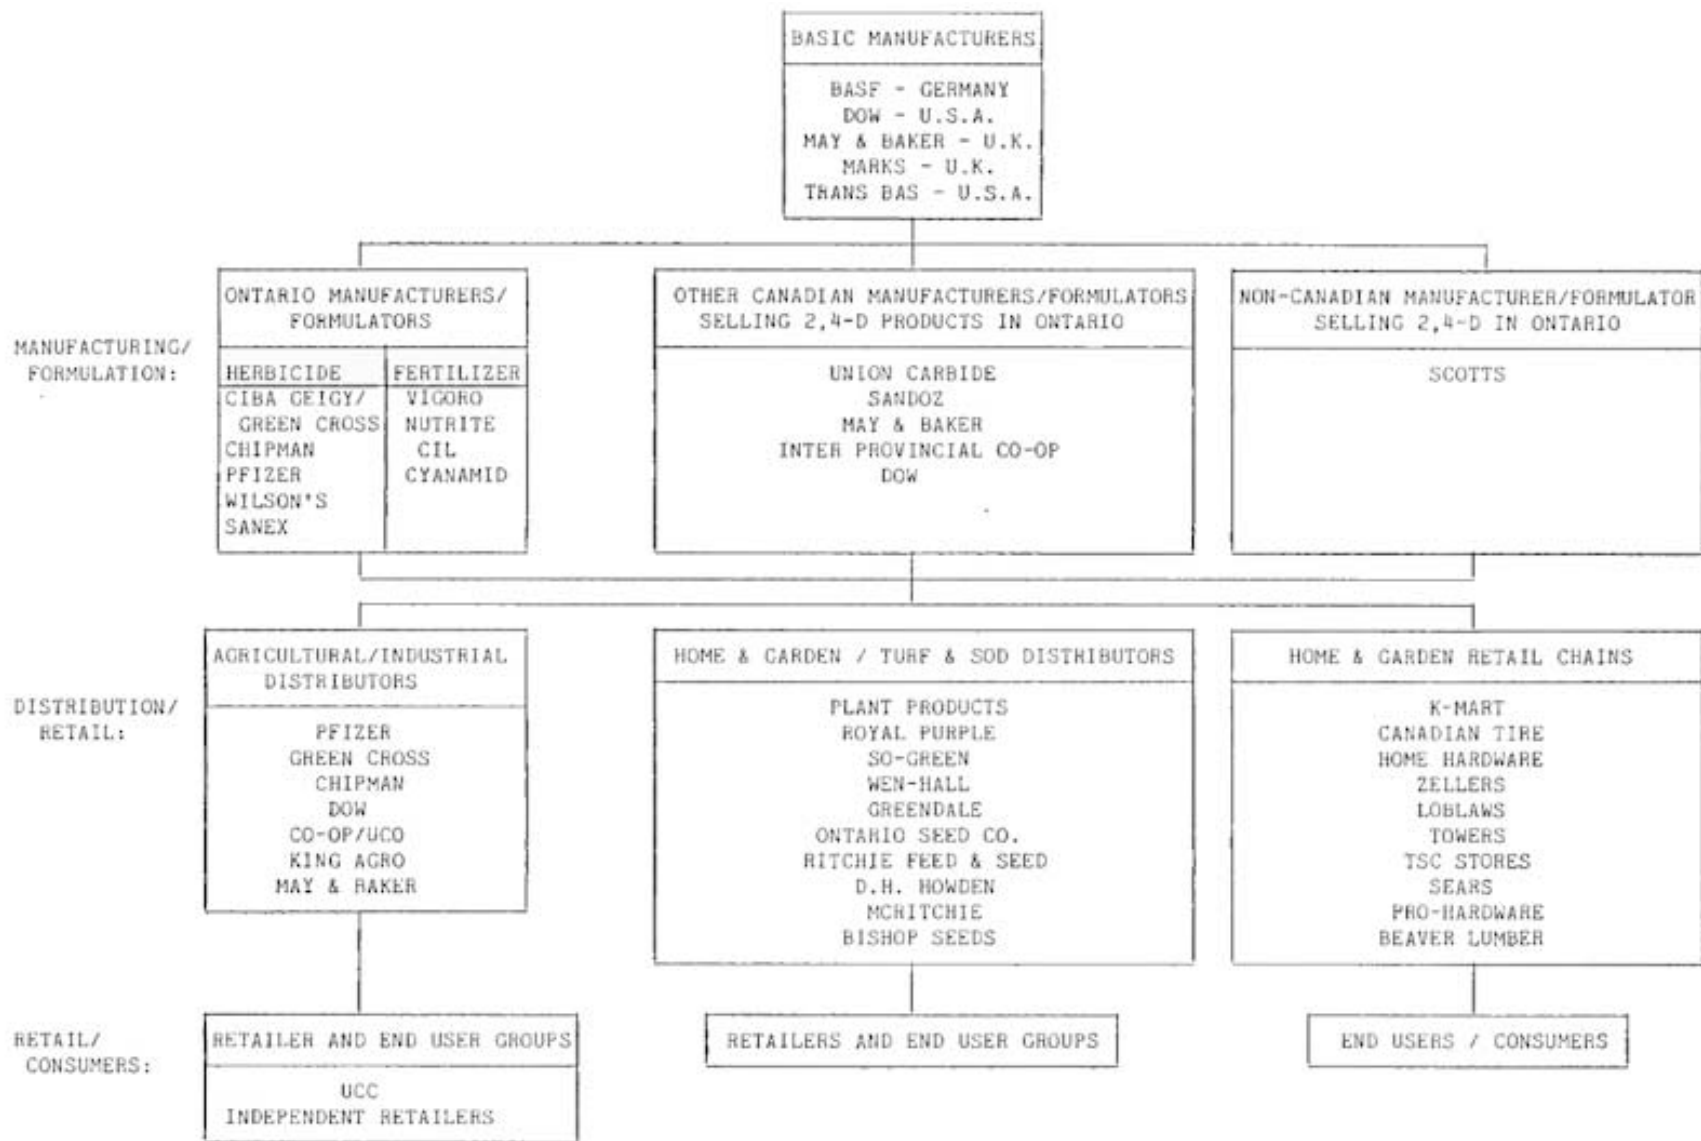 BASIC MANUFACTURERS
BASF - GERMANY
DOW - U.S.A.
MAY & BAKER - U.K.
MARKS - U.K.
TRANS BAS - U.S.A.
MANUFACTURING/
FORMULATION:
ONTARIO MANUFACTURERS/
FORMULATORS
HERBICIDE
CIBA GEIGY/
GREEN CROSS
CHIPMAN
PFIZER
WILSON'S
SANEX
FERTILIZER
VIGORO
NUTRITE
CIL
CYANAMID
OTHER CANADIAN MANUFACTURERS/FORMULATORS
SELLING 2,4-D PRODUCTS IN ONTARIO
UNION CARBIDE
SANDOZ
MAY & BAKER
INTER PROVINCIAL CO-OP
DOW
NON-CANADIAN MANUFACTURER/FORMULATOR
SELLING 2,4-D IN ONTARIO
SCOTTS
DISTRIBUTION/
RETAIL:
AGRICULTURAL/INDUSTRIAL
DISTRIBUTORS
PFIZER
GREEN CROSS
CHIPMAN
DOW
CO-OP/UCO
KING AGRO
MAY & BAKER
HOME & GARDEN / TURF & SOD DISTRIBUTORS
PLANT PRODUCTS
ROYAL PURPLE
SO-GREEN
WEN-HALL
GREENDALE
ONTARIO SEED CO.
RITCHIE FEED & SEED
D.H. HOWDEN
MCRITCHIE
BISHOP SEEDS
HOME & GARDEN RETAIL CHAINS
K-MART
CANADIAN TIRE
HOME HARDWARE
ZELLERS
LOBLAWS
TOWERS
TSC STORES
SEARS
PRO-HARDWARE
BEAVER LUMBER
RETAIL/
CONSUMERS:
RETAILER AND END USER GROUPS
UCC
INDEPENDENT RETAILERS
RETAILERS AND END USER GROUPS
END USERS / CONSUMERS